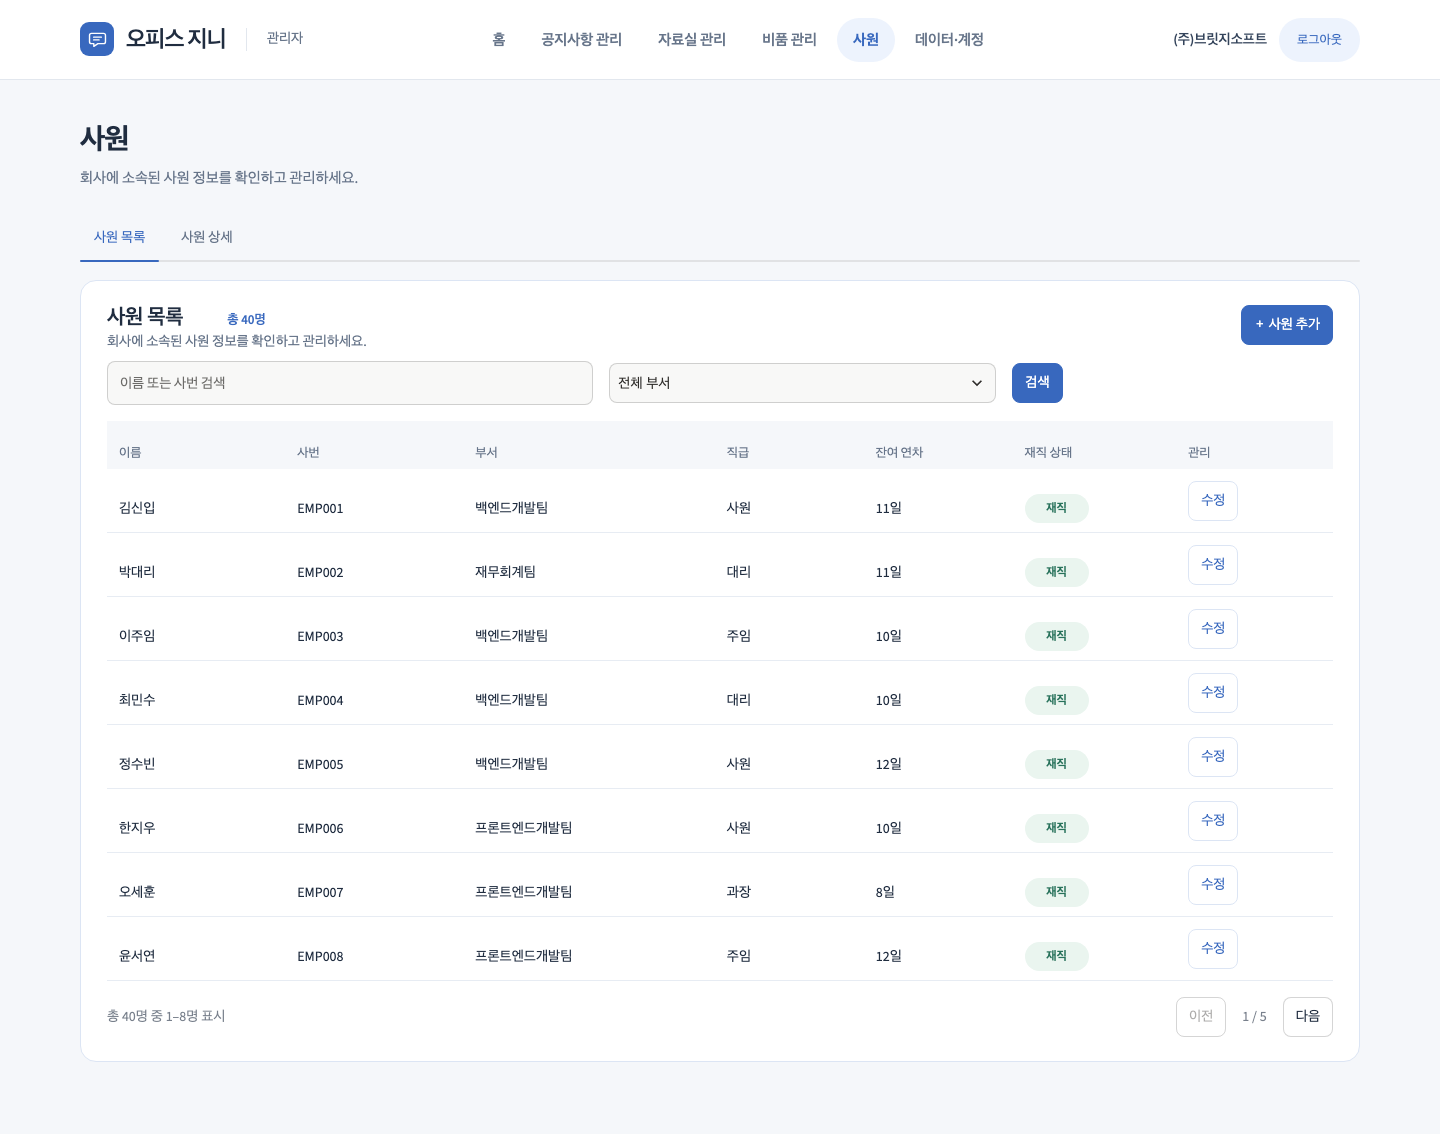 오피스 지니 관리자 홈 공지사항 관리 자료실 관리 비품 관리 사원 데이터·계정 (주)브릿지소프트 로그아웃
사원
회사에 소속된 사원 정보를 확인하고 관리하세요.
사원 목록 사원 상세
사원 목록 총 40명 + 사원 추가
회사에 소속된 사원 정보를 확인하고 관리하세요.
이름 또는 사번 검색 전체 부서 검색
이름 사번 부서 직급 잔여 연차 재직 상태 관리
김신입 EMP001 백엔드개발팀 사원 11일 재직 수정
박대리 EMP002 재무회계팀 대리 11일 재직 수정
이주임 EMP003 백엔드개발팀 주임 10일 재직 수정
최민수 EMP004 백엔드개발팀 대리 10일 재직 수정
정수빈 EMP005 백엔드개발팀 사원 12일 재직 수정
한지우 EMP006 프론트엔드개발팀 사원 10일 재직 수정
오세훈 EMP007 프론트엔드개발팀 과장 8일 재직 수정
윤서연 EMP008 프론트엔드개발팀 주임 12일 재직 수정
총 40명 중 1–8명 표시 이전 1 / 5 다음